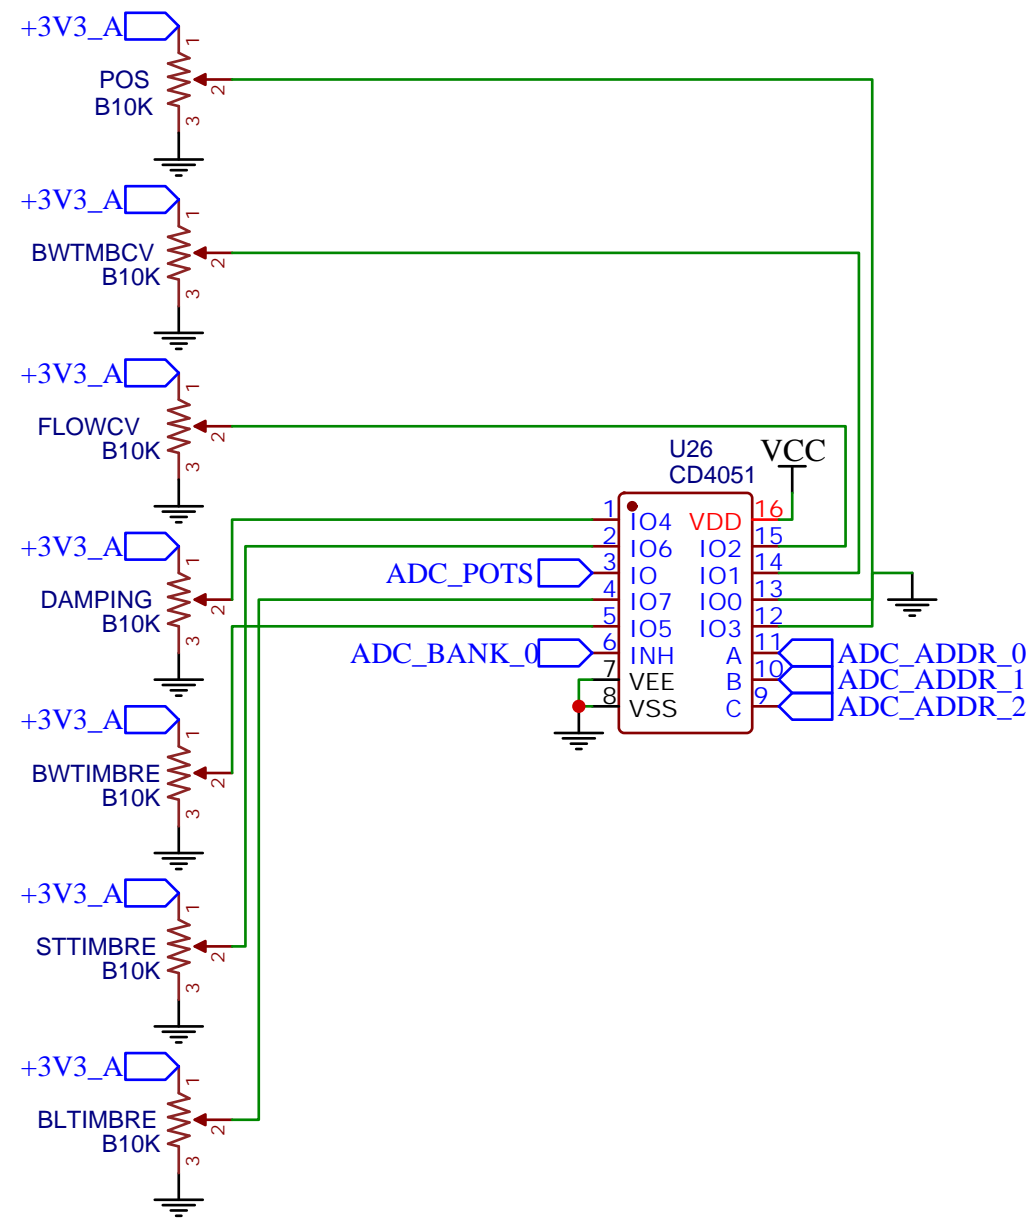 +3V3_A
1
POS
2
B10K
3
+3V3_A
1
BWTMBCV
2
B10K
3
+3V3_A
1
FLOWCV
2
B10K
3
+3V3_A
1
DAMPING
2
B10K
3
+3V3_A
1
BWTIMBRE
2
B10K
3
+3V3_A
1
STTIMBRE
2
B10K
3
+3V3_A
1
BLTIMBRE
2
B10K
3
U26
CD4051
VCC
1 IO4 VDD 16
2 IO6 IO2 15
ADC_POTS 3 IO IO1 14
4 IO7 IO0 13
5 IO5 IO3 12
ADC_BANK_0 6 INH A 11 ADC_ADDR_0
7 VEE B 10 ADC_ADDR_1
8 VSS C 9 ADC_ADDR_2